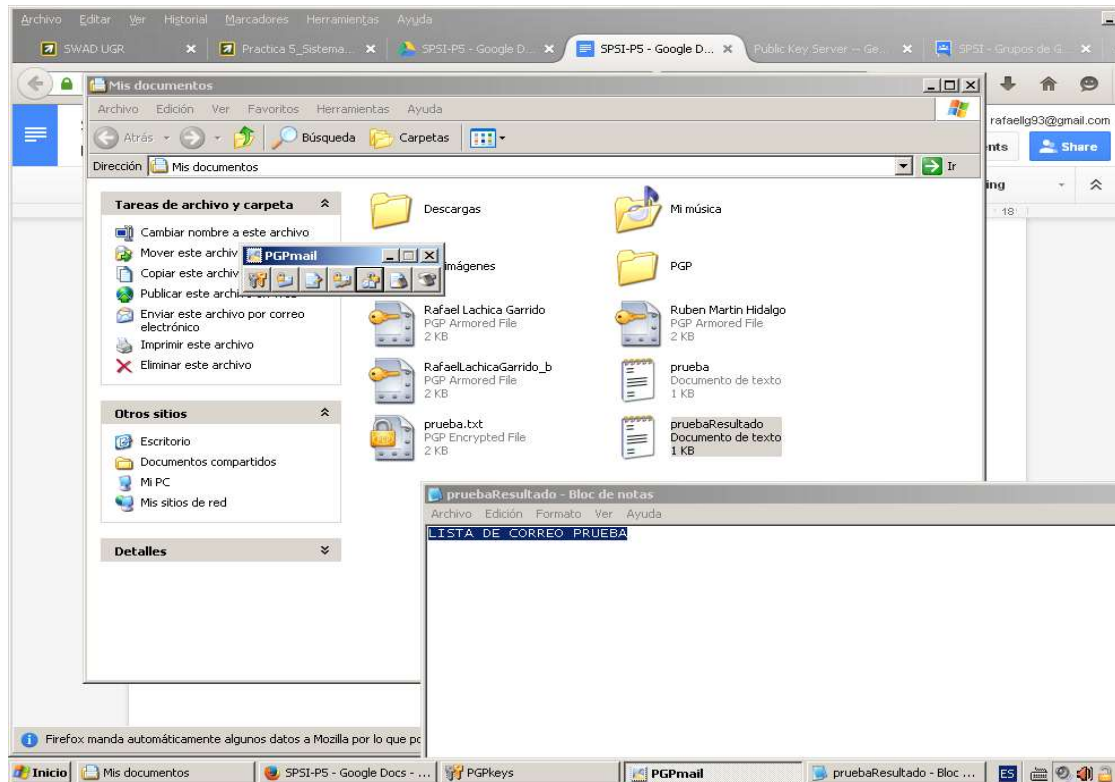 Archivo Editar Ver Historial Marcadores Herramientas Ayuda
SWAD UGR
Practica 5_Sistema...
SPSI-P5 - Google D...
SPSI-P5 - Google D...
Public Key Server -- Ge...
SPSI - Grupos de G...
Mis documentos
Archivo Edición Ver Favoritos Herramientas Ayuda
Atrás Búsqueda Carpetas
Dirección Mis documentos Ir
rafaellg93@gmail.com
nts Share
ing
18
Tareas de archivo y carpeta
Cambiar nombre a este archivo
Mover este archiv
Copiar este archiv
Publicar este archi
Enviar este archivo por correo
electrónico
Imprimir este archivo
Eliminar este archivo
PGPmail
Otros sitios
Escritorio
Documentos compartidos
Mi PC
Mis sitios de red
Detalles
Descargas
Mi música
imágenes
PGP
Rafael Lachica Garrido
PGP Armored File
2 KB
Ruben Martin Hidalgo
PGP Armored File
2 KB
RafaelLachicaGarrido_b
PGP Armored File
2 KB
prueba
Documento de texto
1 KB
prueba.txt
PGP Encrypted File
2 KB
pruebaResultado
Documento de texto
1 KB
pruebaResultado - Bloc de notas
Archivo Edición Formato Ver Ayuda
LISTA DE CORREO PRUEBA
Firefox manda automáticamente algunos datos a Mozilla por lo que po
Inicio
Mis documentos
SPSI-P5 - Google Docs - ...
PGPkeys
PGPmail
pruebaResultado - Bloc ...
ES